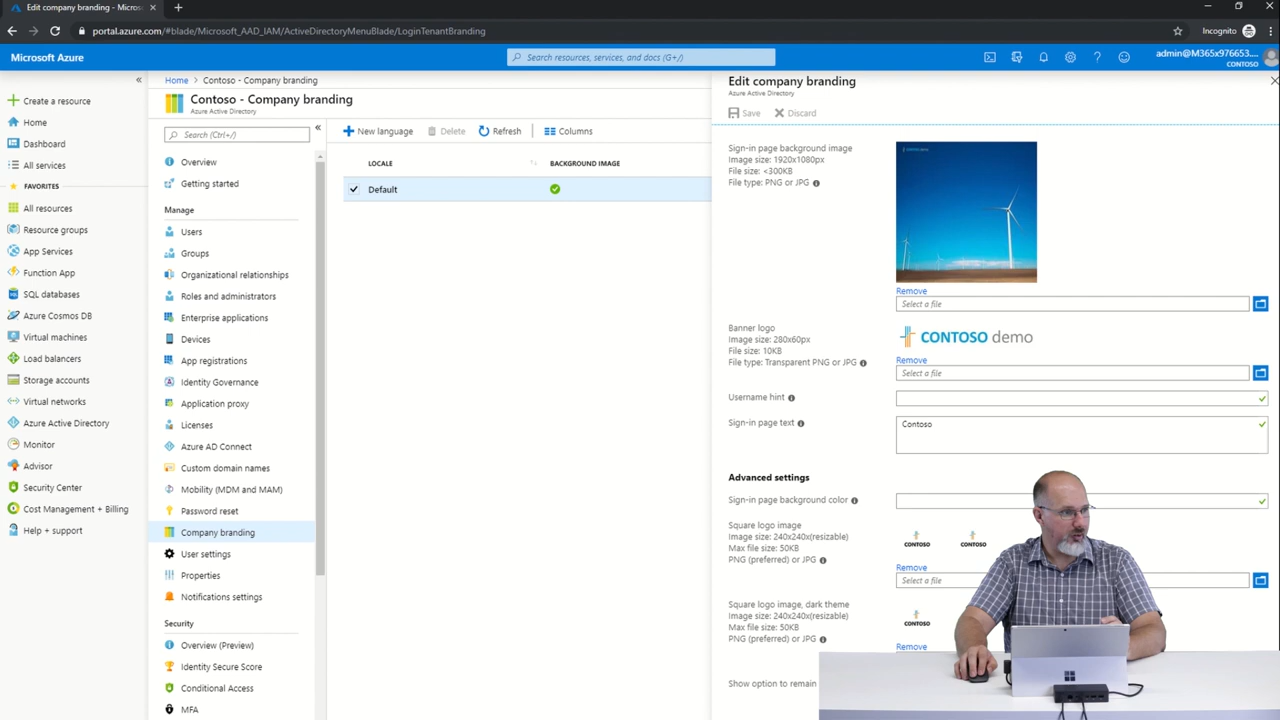 Edit company branding - Micros
portal.azure.com/#blade/Microsoft_AAD_IAM/ActiveDirectoryMenuBlade/LoginTenantBranding
Incognito
Microsoft Azure
Search resources, services, and docs (G+/)
admin@M365x976653....
CONTOSO
Create a resource
Home
Dashboard
All services
FAVORITES
All resources
Resource groups
App Services
Function App
SQL databases
Azure Cosmos DB
Virtual machines
Load balancers
Storage accounts
Virtual networks
Azure Active Directory
Monitor
Advisor
Security Center
Cost Management + Billing
Help + support
Home > Contoso - Company branding
Contoso - Company branding
Azure Active Directory
Search (Ctrl+/)
Overview
Getting started
Manage
Users
Groups
Organizational relationships
Roles and administrators
Enterprise applications
Devices
App registrations
Identity Governance
Application proxy
Licenses
Azure AD Connect
Custom domain names
Mobility (MDM and MAM)
Password reset
Company branding
User settings
Properties
Notifications settings
Security
Overview (Preview)
Identity Secure Score
Conditional Access
MFA
New language
Delete
Refresh
Columns
LOCALE
BACKGROUND IMAGE
Default
Edit company branding
Azure Active Directory
Save
Discard
Sign-in page background image
Image size: 1920x1080px
File size: <300KB
File type: PNG or JPG
Remove
Select a file
Banner logo
Image size: 280x60px
File size: 10KB
File type: Transparent PNG or JPG
CONTOSO demo
Remove
Select a file
Username hint
Sign-in page text
Contoso
Advanced settings
Sign-in page background color
Square logo image
Image size: 240x240x(resizable)
Max file size: 50KB
PNG (preferred) or JPG
CONTOSO
CONTOSO
Remove
Select a file
Square logo image, dark theme
Image size: 240x240x(resizable)
Max file size: 50KB
PNG (preferred) or JPG
CONTOSO
Remove
Show option to remain